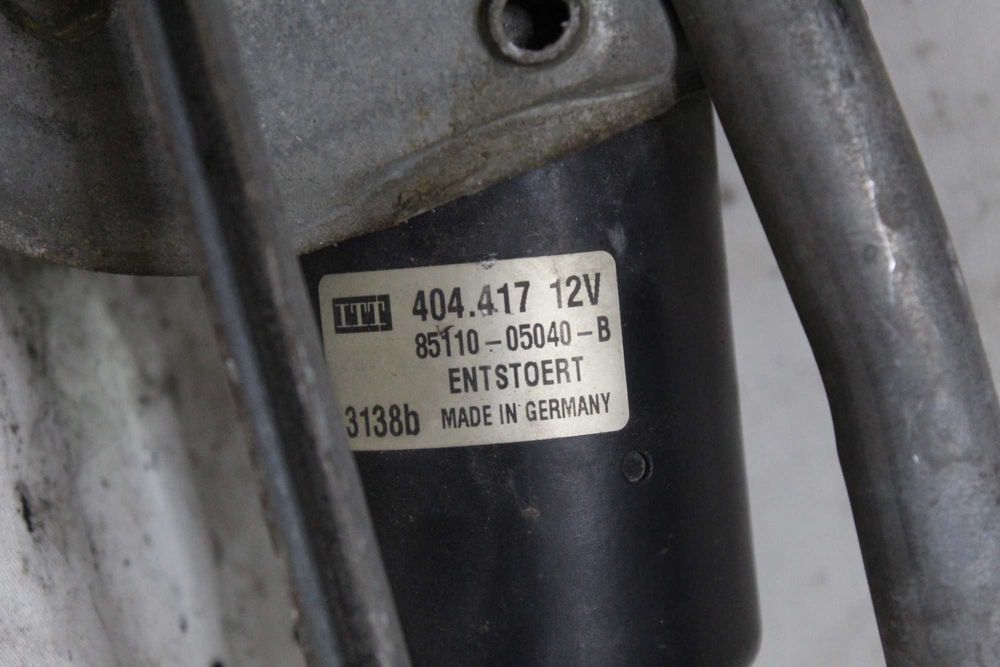 ITT 404.417 12V
85110-05040-B
ENTSTOERT
3138b MADE IN GERMANY